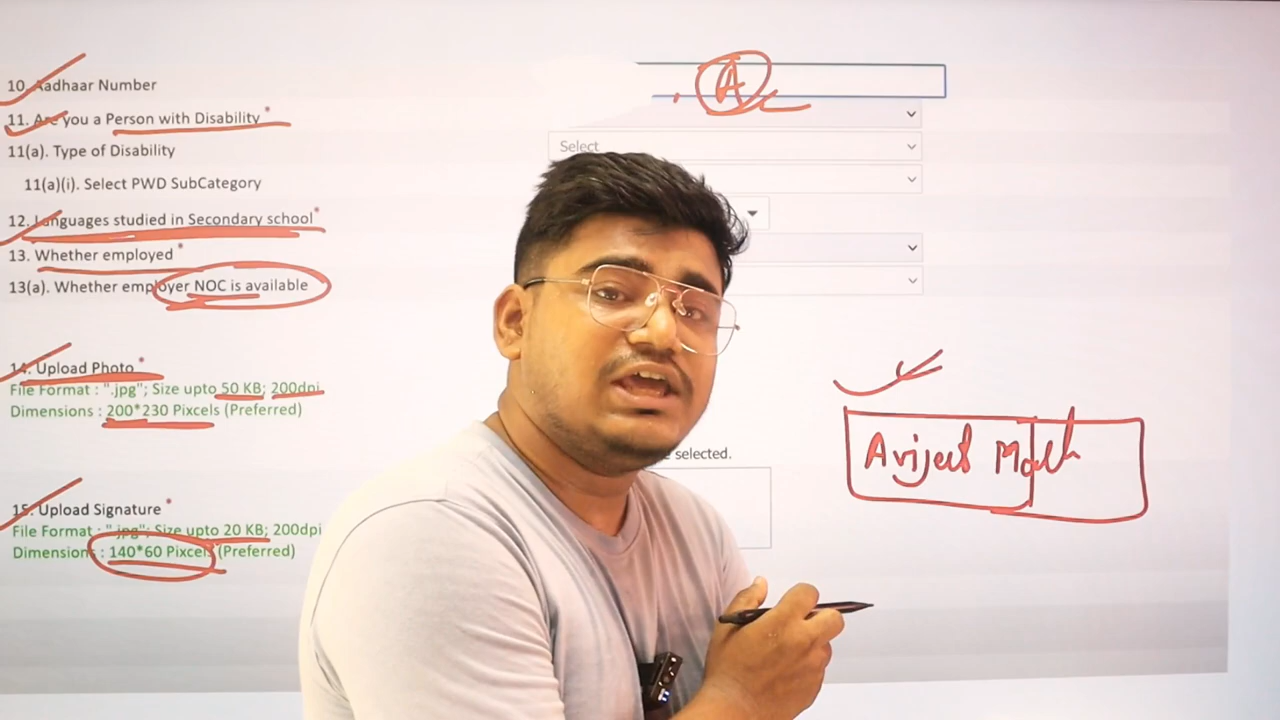 10. Aadhaar Number
A
11. Are you a Person with Disability *
11(a). Type of Disability
Select
11(a)(i). Select PWD SubCategory
12. Languages studied in Secondary school *
13. Whether employed *
13(a). Whether employer NOC is available
14. Upload Photo *
File Format : ".jpg"; Size upto 50 KB; 200dpi
Dimensions : 200*230 Pixcels (Preferred)
selected.
Avijeet
15. Upload Signature *
File Format : ".jpg"; Size upto 20 KB; 200dpi
Dimensions : 140*60 Pixcels (Preferred)